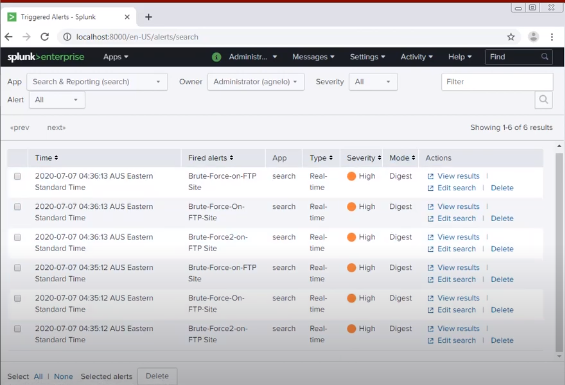 Triggered Alerts - Splunk
localhost:8000/en-US/alerts/search
splunk>enterprise Apps Administr... Messages Settings Activity Help Find
App Search & Reporting (search) Owner Administrator (agnelo) Severity All Filter
Alert All
«prev next» Showing 1-6 of 6 results
Time Fired alerts App Type Severity Mode Actions
2020-07-07 04:36:13 AUS Eastern Brute-Force-on-FTP search Real- High Digest View results
Standard Time Site time Edit search Delete
2020-07-07 04:36:13 AUS Eastern Brute-Force-On- search Real- High Digest View results
Standard Time FTP-Site time Edit search Delete
2020-07-07 04:36:13 AUS Eastern Brute-Force2-on- search Real- High Digest View results
Standard Time FTP Site time Edit search Delete
2020-07-07 04:35:12 AUS Eastern Brute-Force-on-FTP search Real- High Digest View results
Standard Time Site time Edit search Delete
2020-07-07 04:35:12 AUS Eastern Brute-Force-On- search Real- High Digest View results
Standard Time FTP-Site time Edit search Delete
2020-07-07 04:35:12 AUS Eastern Brute-Force2-on- search Real- High Digest View results
Standard Time FTP Site time Edit search Delete
Select All | None Selected alerts Delete